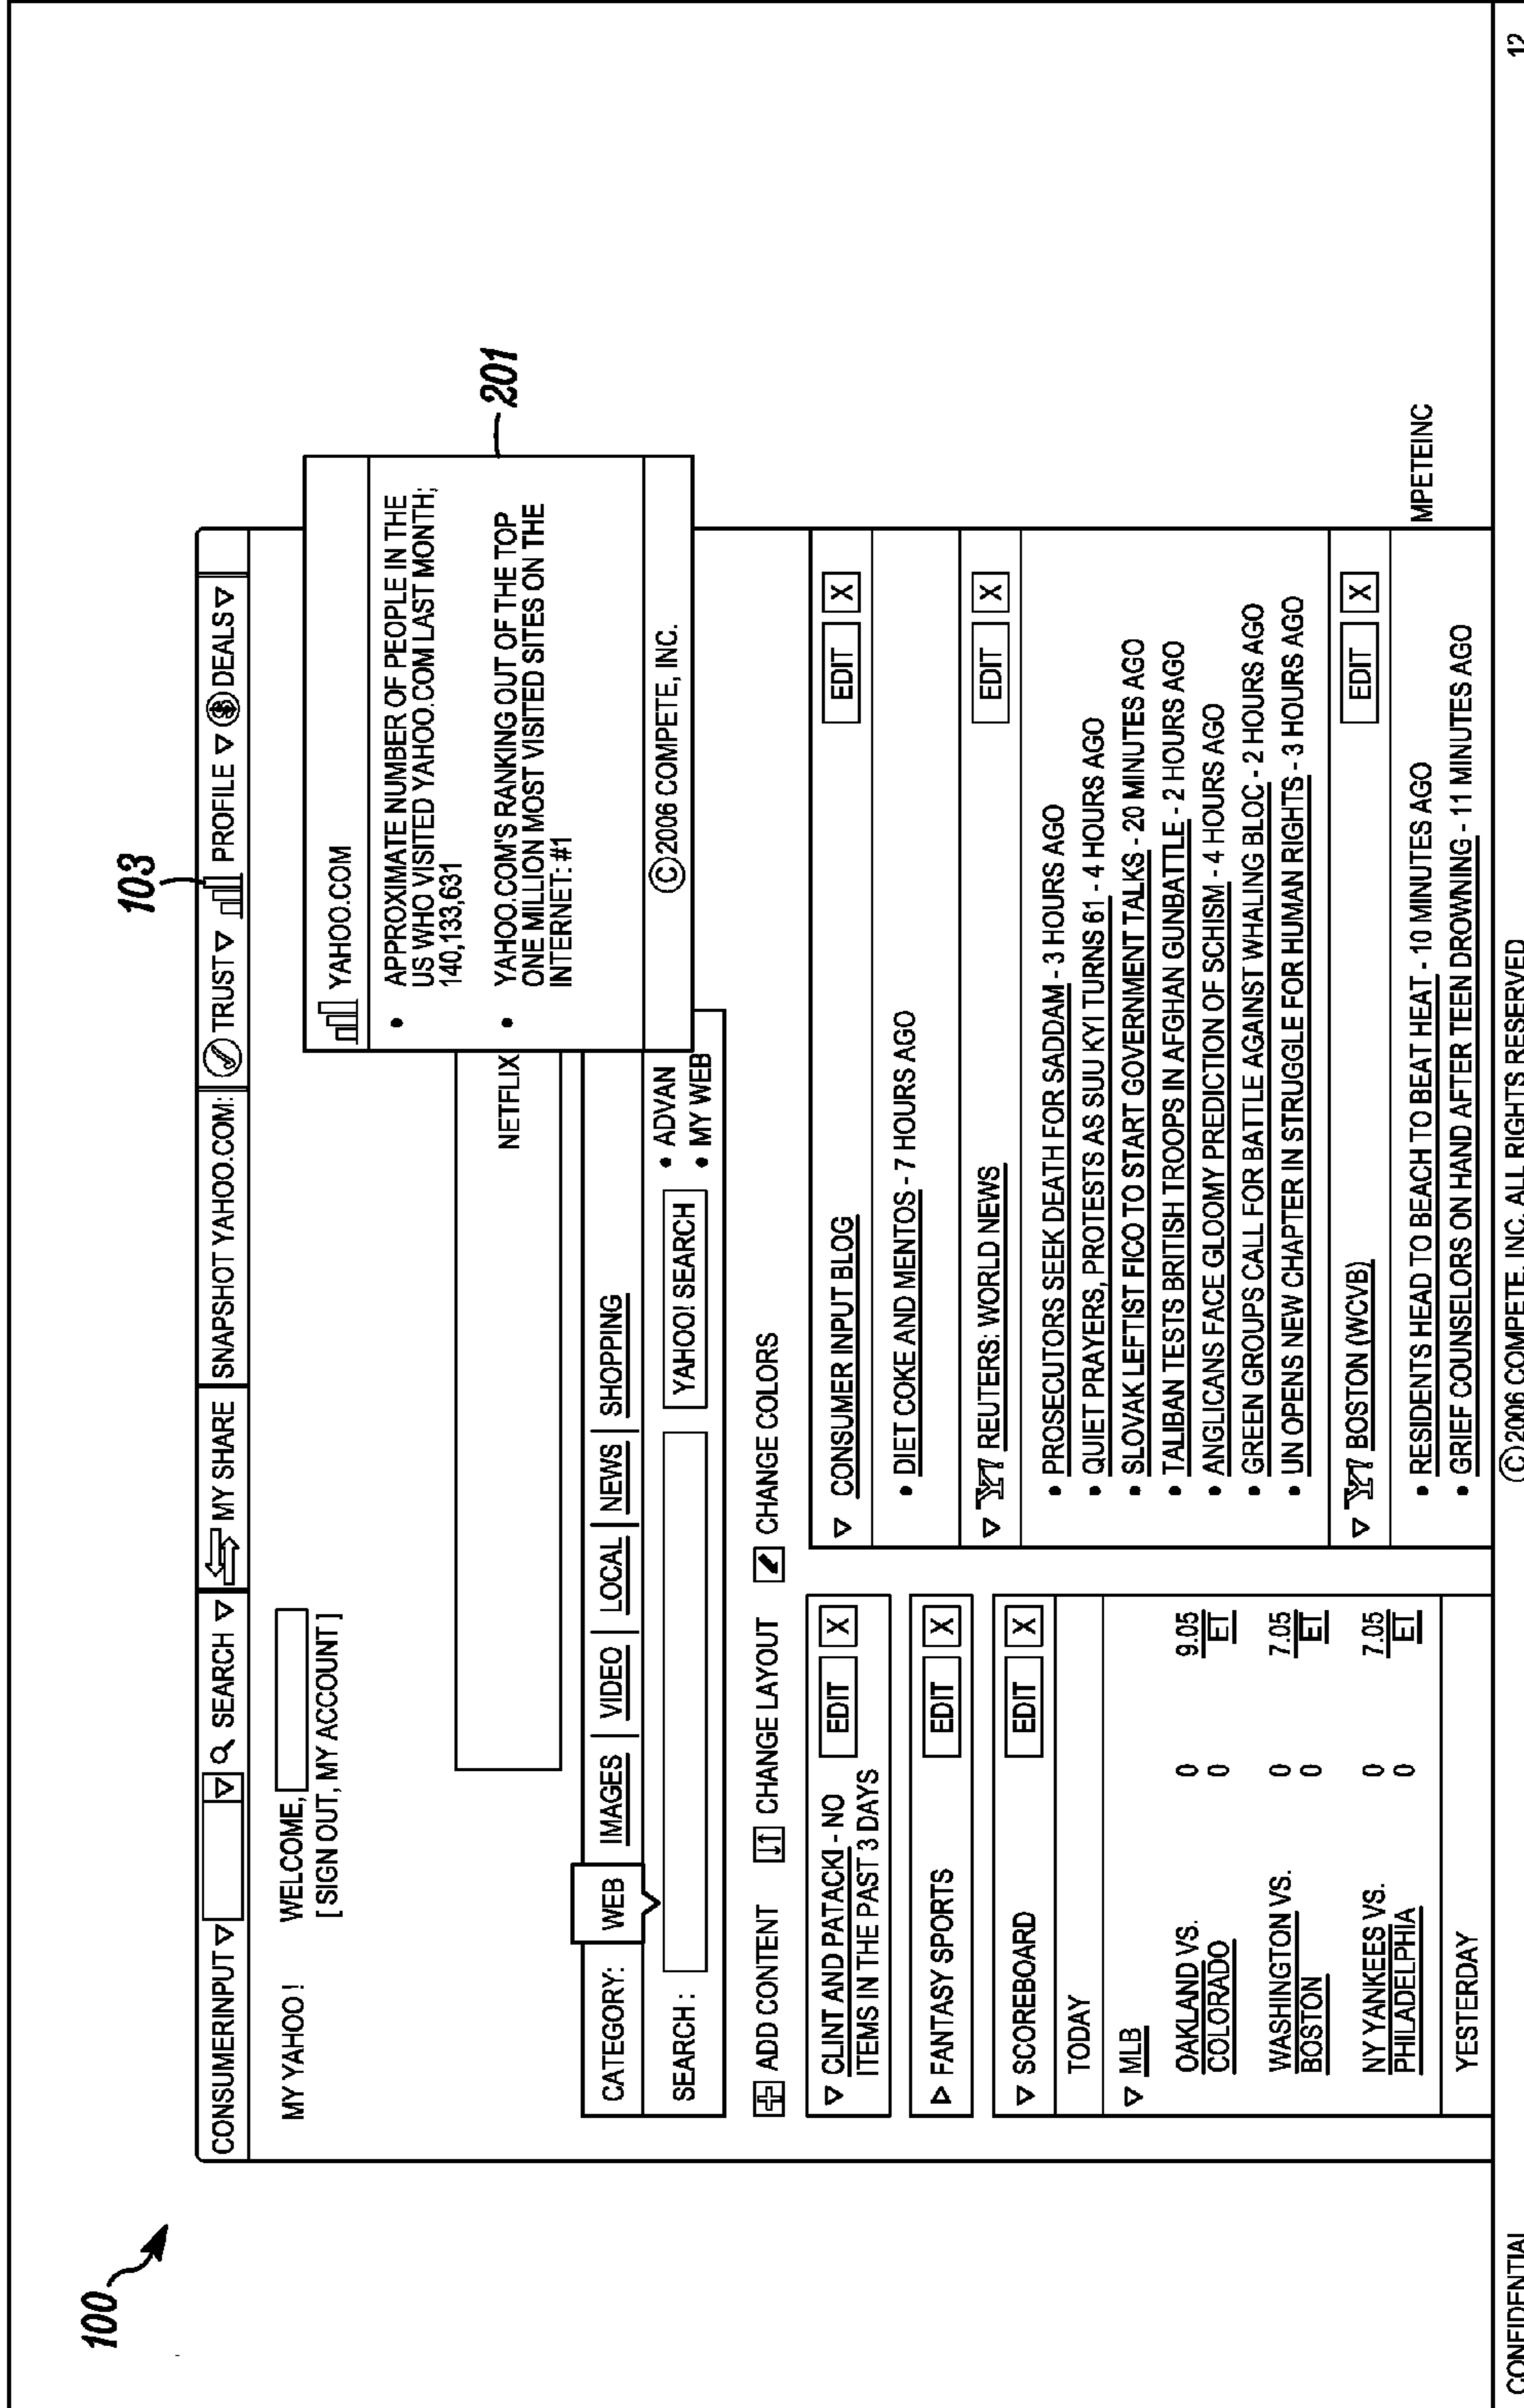 100
103
CONSUMERINPUT SEARCH MY SHARE SNAPSHOT YAHOO.COM: TRUST PROFILE $ DEALS
MY YAHOO! WELCOME,
[ SIGN OUT, MY ACCOUNT ]
YAHOO.COM
• APPROXIMATE NUMBER OF PEOPLE IN THE
US WHO VISITED YAHOO.COM LAST MONTH;
140,133,631
• YAHOO.COM'S RANKING OUT OF THE TOP
ONE MILLION MOST VISITED SITES ON THE
INTERNET: #1
© 2006 COMPETE, INC.
201
NETFLIX
CATEGORY: WEB IMAGES VIDEO LOCAL NEWS SHOPPING
SEARCH : YAHOO! SEARCH
• ADVAN
• MY WEB
ADD CONTENT CHANGE LAYOUT CHANGE COLORS
CLINT AND PATACKI - NO
ITEMS IN THE PAST 3 DAYS
EDIT X
FANTASY SPORTS EDIT X
SCOREBOARD EDIT X
TODAY
MLB
OAKLAND VS. 0 9.05
COLORADO 0 ET
WASHINGTON VS. 0 7.05
BOSTON 0 ET
NY YANKEES VS. 0 7.05
PHILADELPHIA 0 ET
YESTERDAY
CONSUMER INPUT BLOG EDIT X
• DIET COKE AND MENTOS - 7 HOURS AGO
Y! REUTERS: WORLD NEWS EDIT X
• PROSECUTORS SEEK DEATH FOR SADDAM - 3 HOURS AGO
• QUIET PRAYERS, PROTESTS AS SUU KYI TURNS 61 - 4 HOURS AGO
• SLOVAK LEFTIST FICO TO START GOVERNMENT TALKS - 20 MINUTES AGO
• TALIBAN TESTS BRITISH TROOPS IN AFGHAN GUNBATTLE - 2 HOURS AGO
• ANGLICANS FACE GLOOMY PREDICTION OF SCHISM - 4 HOURS AGO
• GREEN GROUPS CALL FOR BATTLE AGAINST WHALING BLOC - 2 HOURS AGO
• UN OPENS NEW CHAPTER IN STRUGGLE FOR HUMAN RIGHTS - 3 HOURS AGO
Y! BOSTON (WCVB) EDIT X
• RESIDENTS HEAD TO BEACH TO BEAT HEAT - 10 MINUTES AGO
• GRIEF COUNSELORS ON HAND AFTER TEEN DROWNING - 11 MINUTES AGO
MPETEINC
CONFIDENTIAL © 2006 COMPETE, INC. ALL RIGHTS RESERVED 12